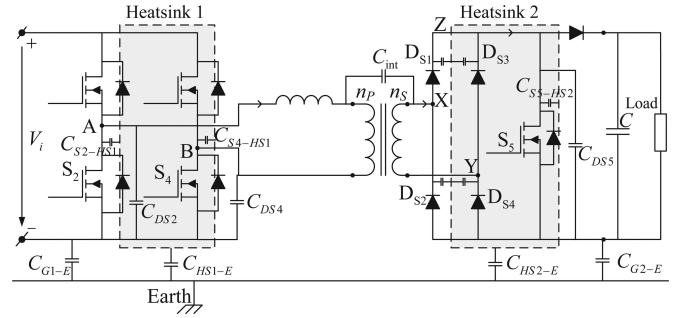 Heatsink 1
Heatsink 2
Z
+
C_int
D_S1
D_S3
n_P
n_S
X
C_S5-HS2
A
V_i
C_S2-HS1
C_S4-HS1
B
S_5
C
Load
S_2
S_4
Y
C_DS5
C_DS2
C_DS4
D_S2
D_S4
−
C_G1−E
C_HS1−E
C_HS2−E
C_G2−E
Earth